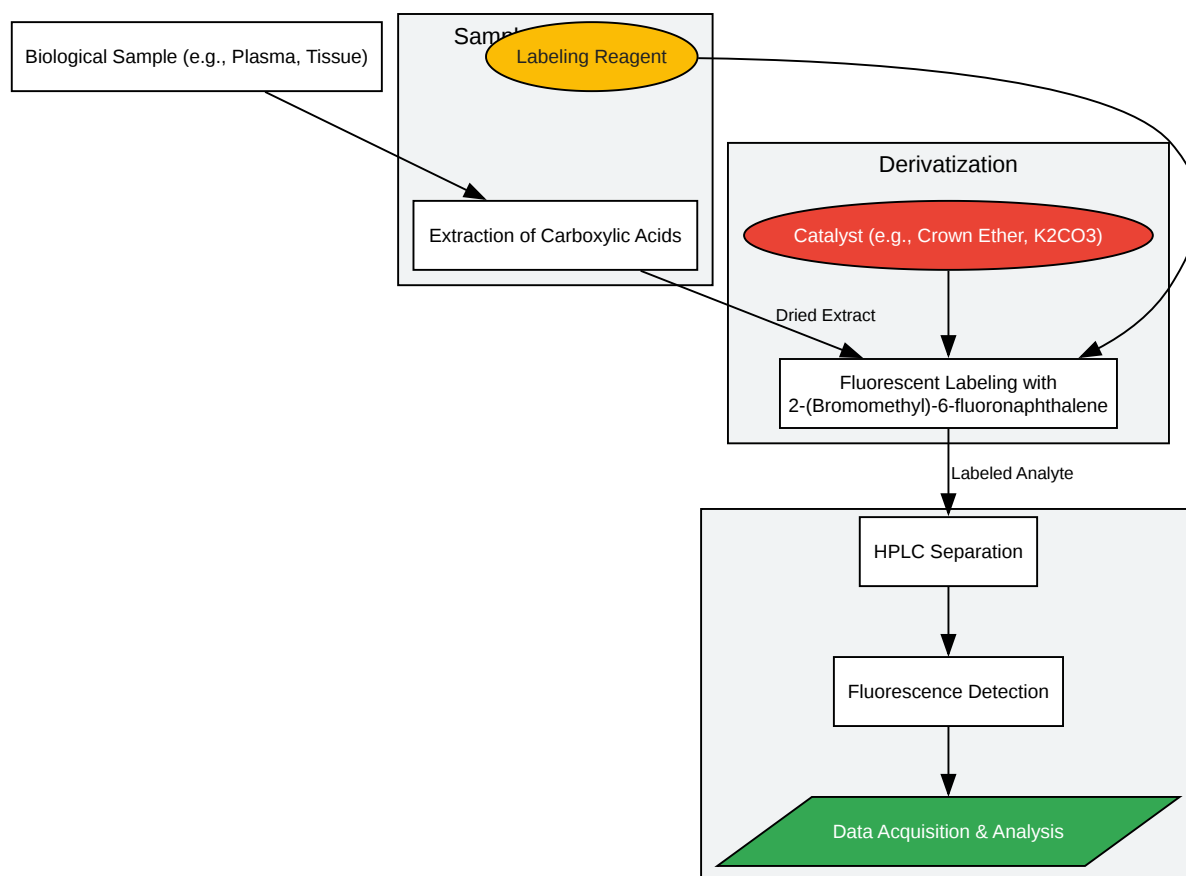 Biological Sample (e.g., Plasma, Tissue)
Labeling Reagent
Extraction of Carboxylic Acids
Derivatization
Catalyst (e.g., Crown Ether, K2CO3)
Dried Extract
Fluorescent Labeling with
2-(Bromomethyl)-6-fluoronaphthalene
Labeled Analyte
HPLC Separation
Fluorescence Detection
Data Acquisition & Analysis